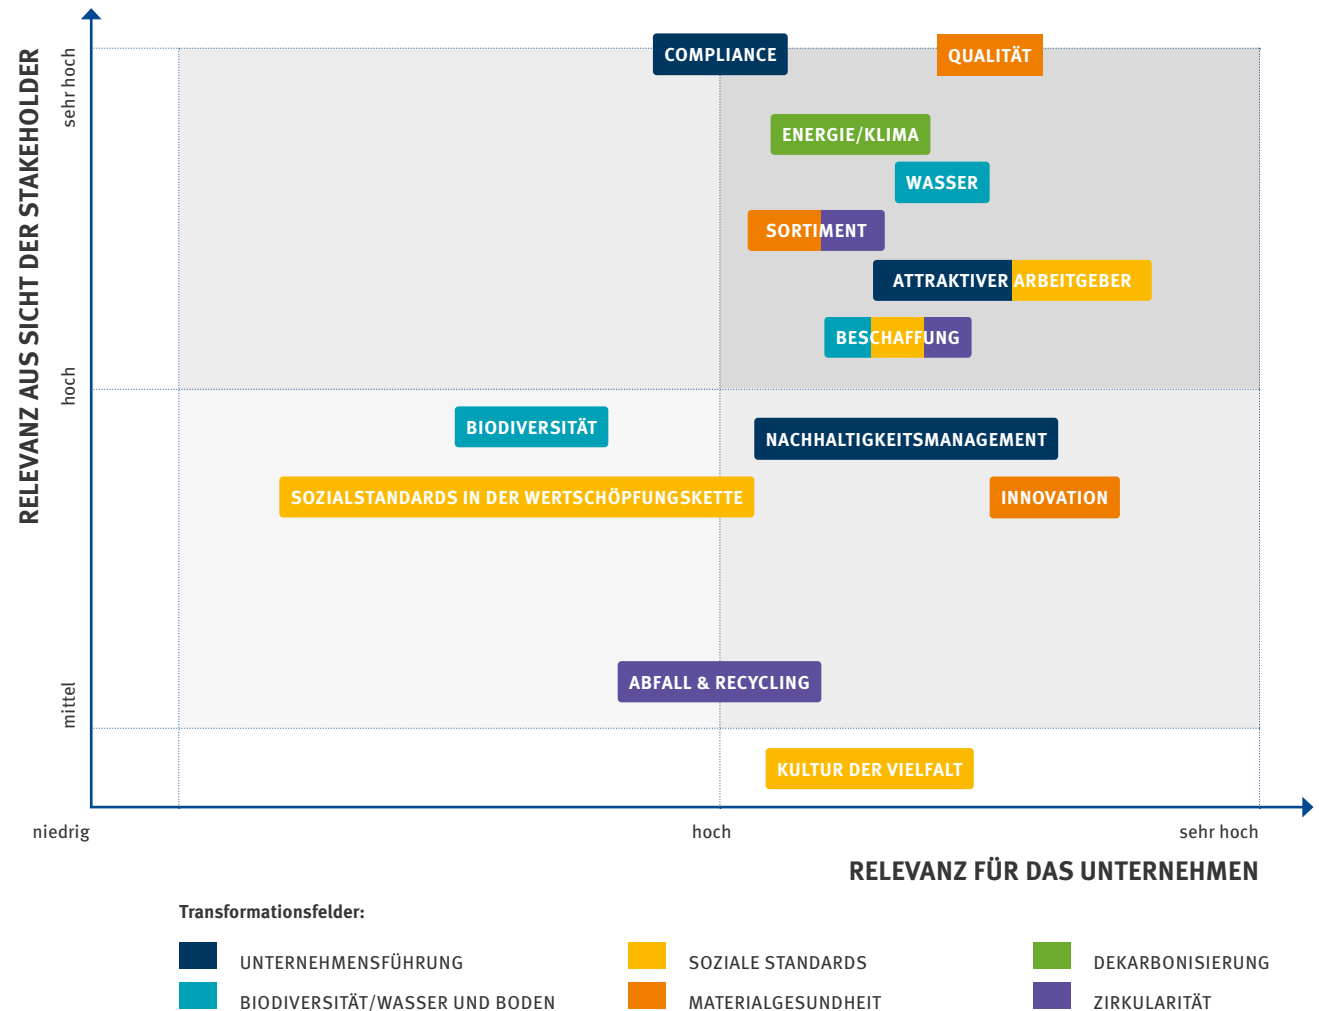 RELEVANZ AUS SICHT DER STAKEHOLDER
sehr hoch
hoch
mittel
COMPLIANCE
QUALITÄT
ENERGIE/KLIMA
WASSER
SORTIMENT
ATTRAKTIVER ARBEITGEBER
BESCHAFFUNG
BIODIVERSITÄT
NACHHALTIGKEITSMANAGEMENT
SOZIALSTANDARDS IN DER WERTSCHÖPFUNGSKETTE
INNOVATION
ABFALL & RECYCLING
KULTUR DER VIELFALT
niedrig
hoch
sehr hoch
RELEVANZ FÜR DAS UNTERNEHMEN
Transformationsfelder:
UNTERNEHMENSFÜHRUNG
SOZIALE STANDARDS
DEKARBONISIERUNG
BIODIVERSITÄT/WASSER UND BODEN
MATERIALGESUNDHEIT
ZIRKULARITÄT